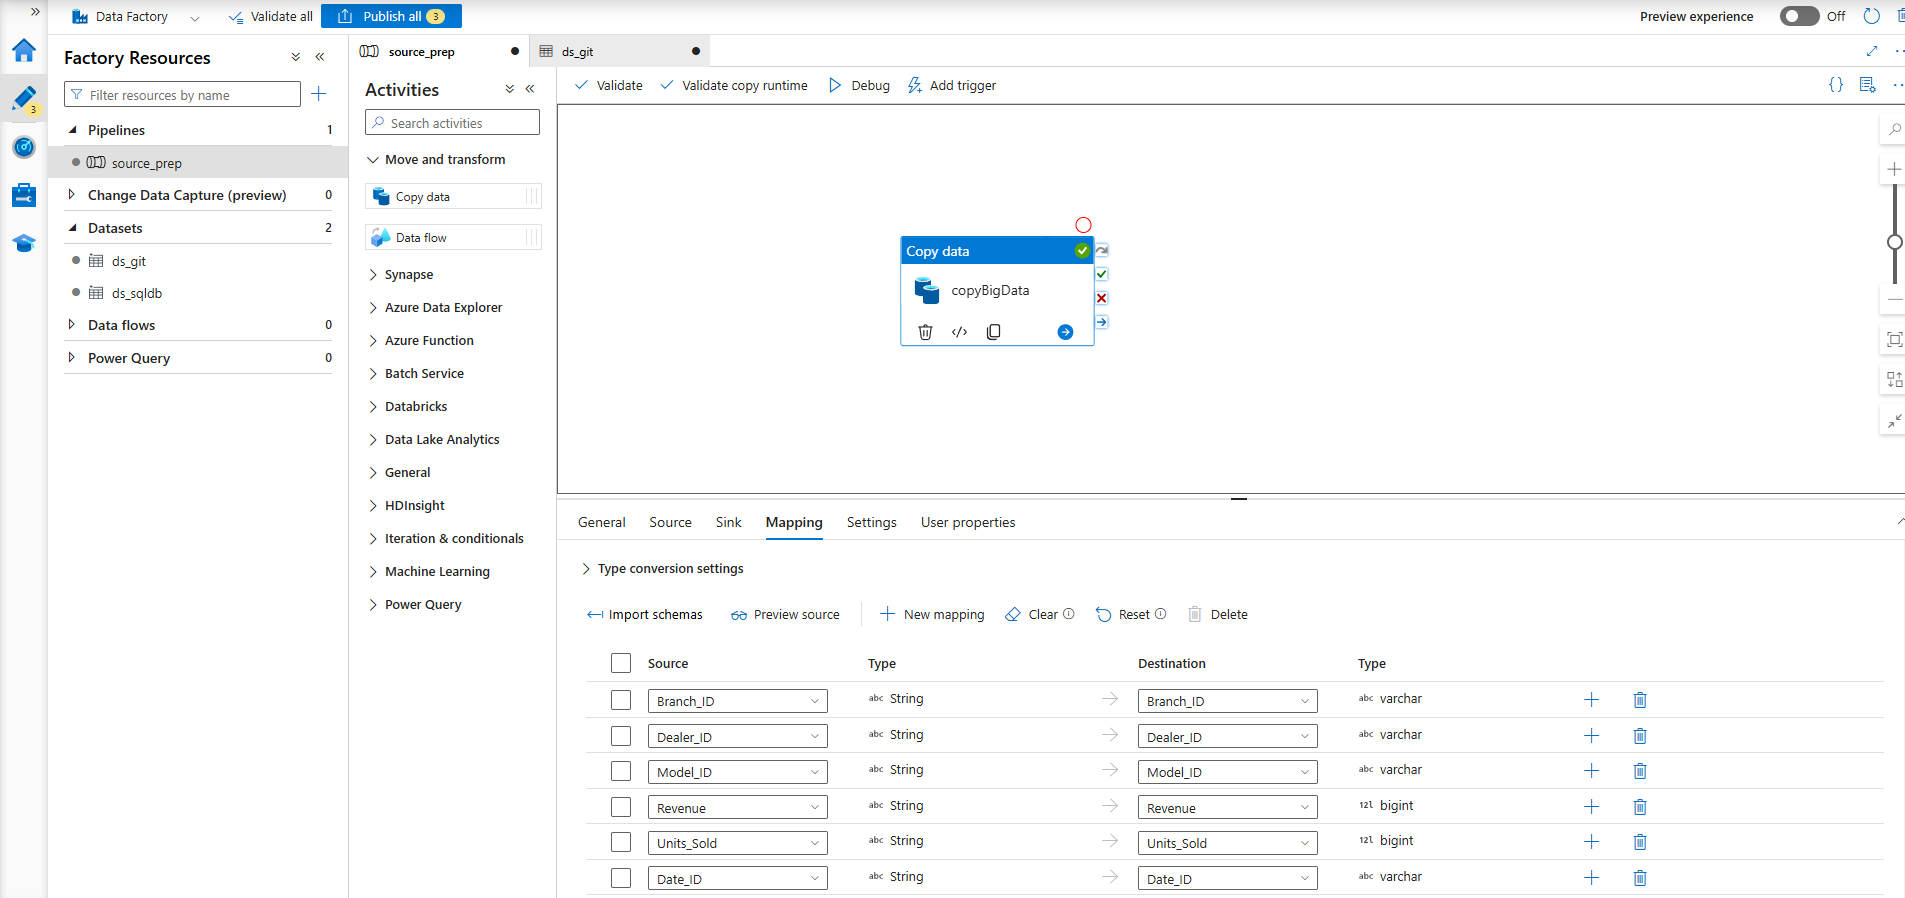 Data Factory
Validate all
Publish all 3
Preview experience
Off
3
Factory Resources
Filter resources by name
Pipelines 1
source_prep
Change Data Capture (preview) 0
Datasets 2
ds_git
ds_sqldb
Data flows 0
Power Query 0
source_prep
ds_git
Activities
Search activities
Move and transform
Copy data
Data flow
Synapse
Azure Data Explorer
Azure Function
Batch Service
Databricks
Data Lake Analytics
General
HDInsight
Iteration & conditionals
Machine Learning
Power Query
Validate
Validate copy runtime
Debug
Add trigger
{}
Copy data
copyBigData
</>
General Source Sink Mapping Settings User properties
Type conversion settings
Import schemas Preview source New mapping Clear Reset Delete
Source Type Destination Type
Branch_ID abc String Branch_ID abc varchar
Dealer_ID abc String Dealer_ID abc varchar
Model_ID abc String Model_ID abc varchar
Revenue abc String Revenue 12l bigint
Units_Sold abc String Units_Sold 12l bigint
Date_ID abc String Date_ID abc varchar